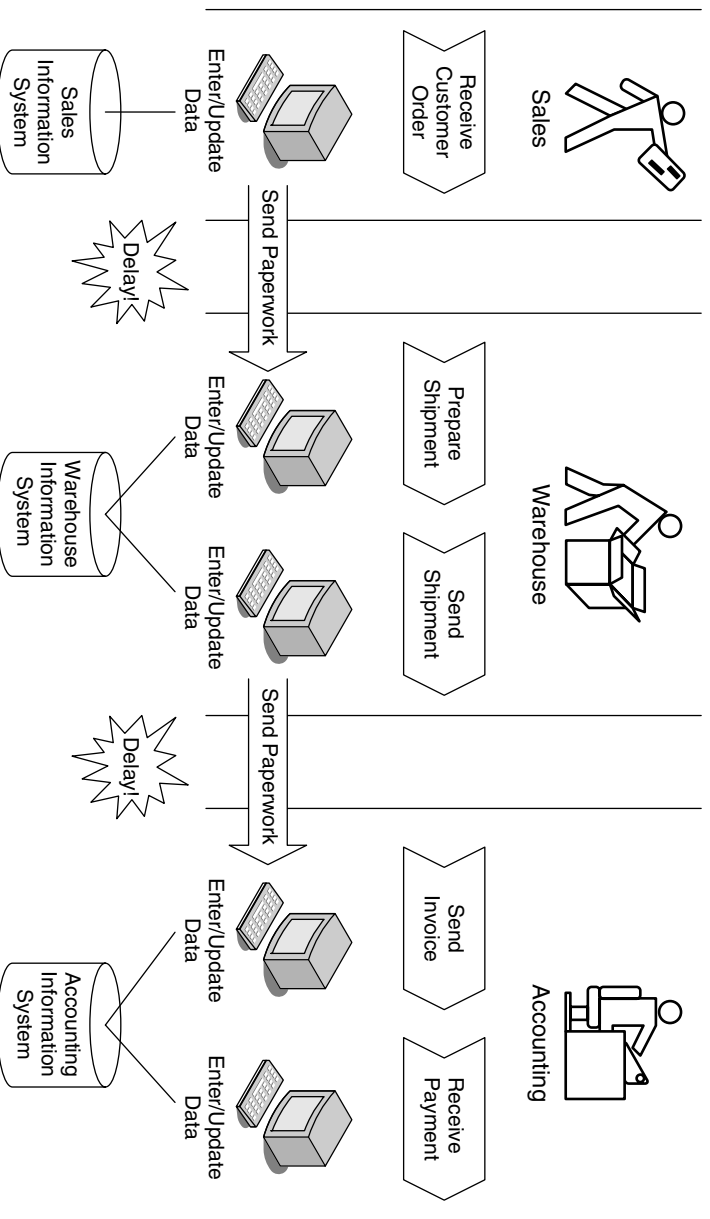 Sales
Warehouse
Accounting
Receive
Customer
Order
Prepare
Shipment
Send
Shipment
Send
Invoice
Receive
Payment
Send Paperwork
Send Paperwork
Enter/Update
Data
Enter/Update
Data
Enter/Update
Data
Enter/Update
Data
Enter/Update
Data
Delay!
Delay!
Sales
Information
System
Warehouse
Information
System
Accounting
Information
System